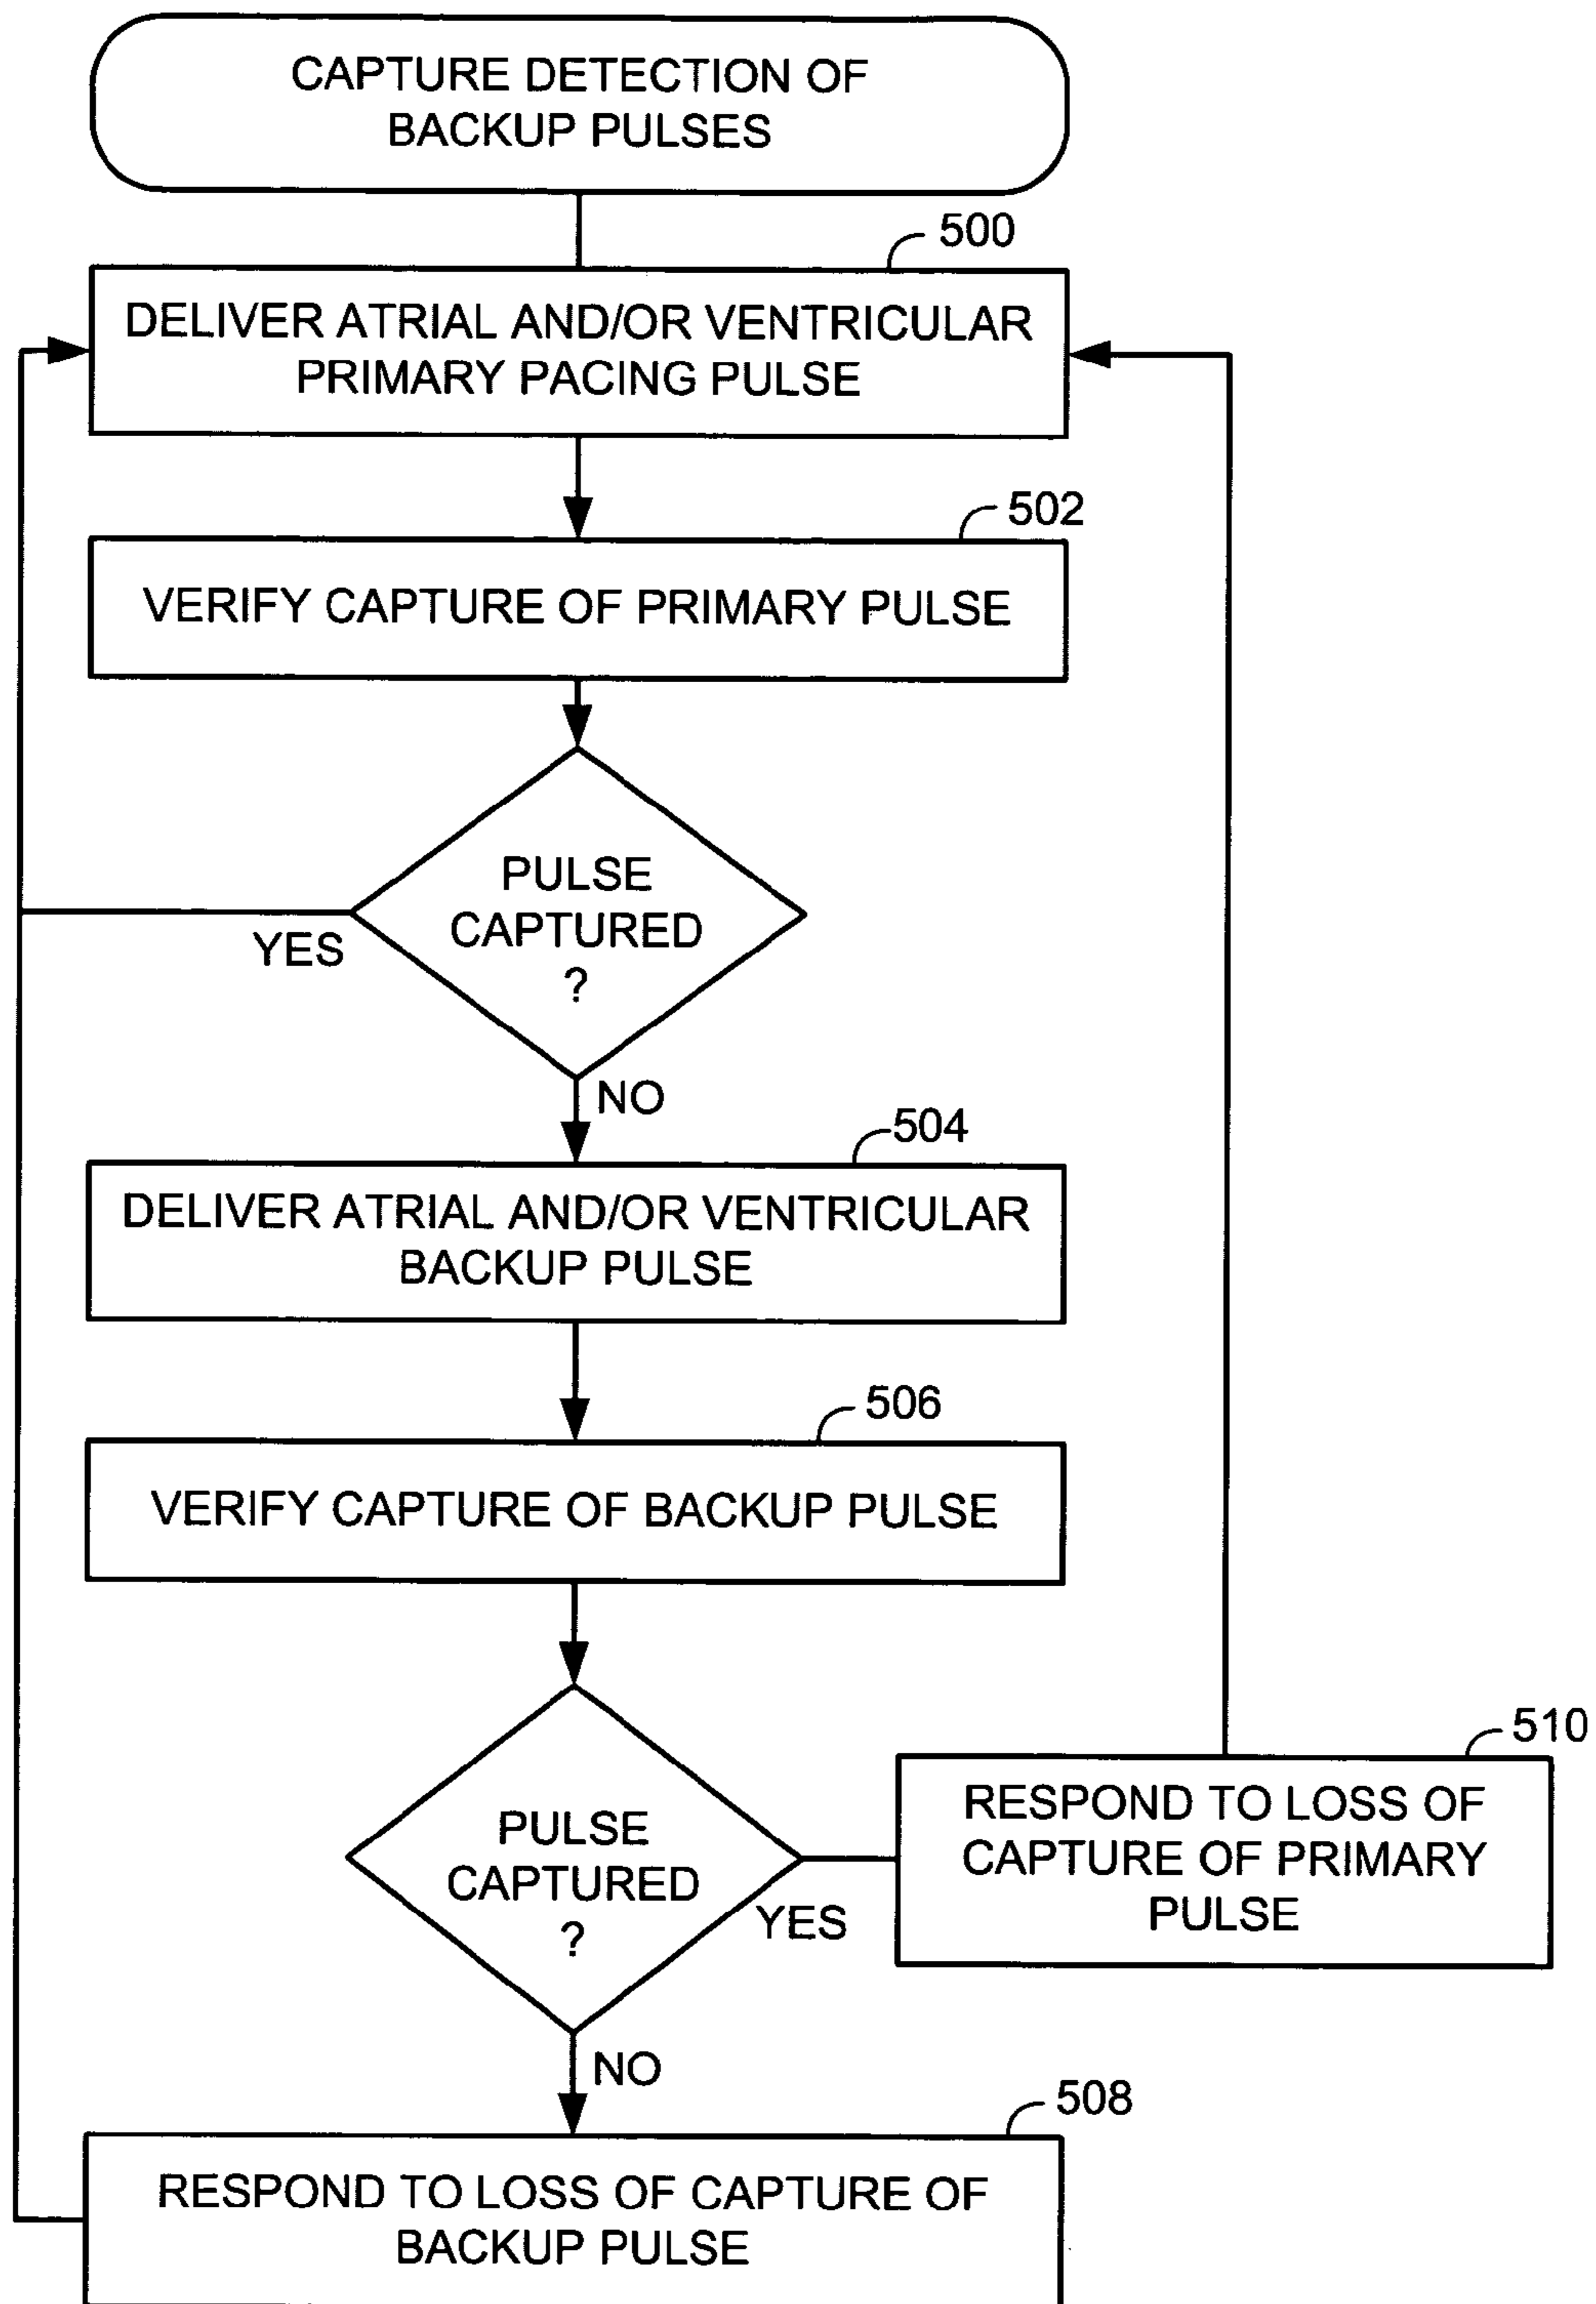 CAPTURE DETECTION OF
BACKUP PULSES
500
DELIVER ATRIAL AND/OR VENTRICULAR
PRIMARY PACING PULSE
502
VERIFY CAPTURE OF PRIMARY PULSE
PULSE
CAPTURED
?
YES
NO
504
DELIVER ATRIAL AND/OR VENTRICULAR
BACKUP PULSE
506
VERIFY CAPTURE OF BACKUP PULSE
PULSE
CAPTURED
?
YES
510
RESPOND TO LOSS OF
CAPTURE OF PRIMARY
PULSE
NO
508
RESPOND TO LOSS OF CAPTURE OF
BACKUP PULSE